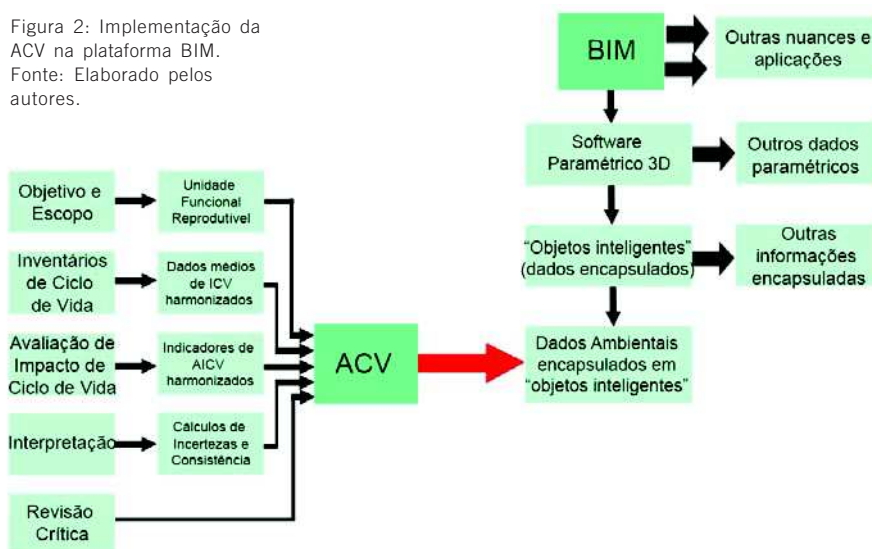 Figura 2: Implementação da
ACV na plataforma BIM.
Fonte: Elaborado pelos
autores.
BIM
Outras nuances e
aplicações
Software
Paramétrico 3D
Outros dados
paramétricos
"Objetos inteligentes"
(dados encapsulados)
Outras
informações
encapsuladas
Dados Ambientais
encapsulados em
"objetos inteligentes"
Objetivo e
Escopo
Unidade
Funcional
Reprodutível
Inventários
de Ciclo
de Vida
Dados médios
de ICV
harmonizados
Avaliação de
Impacto de
Ciclo de Vida
Indicadores de
AICV
harmonizados
Interpretação
Cálculos de
Incertezas e
Consistência
Revisão
Crítica
ACV